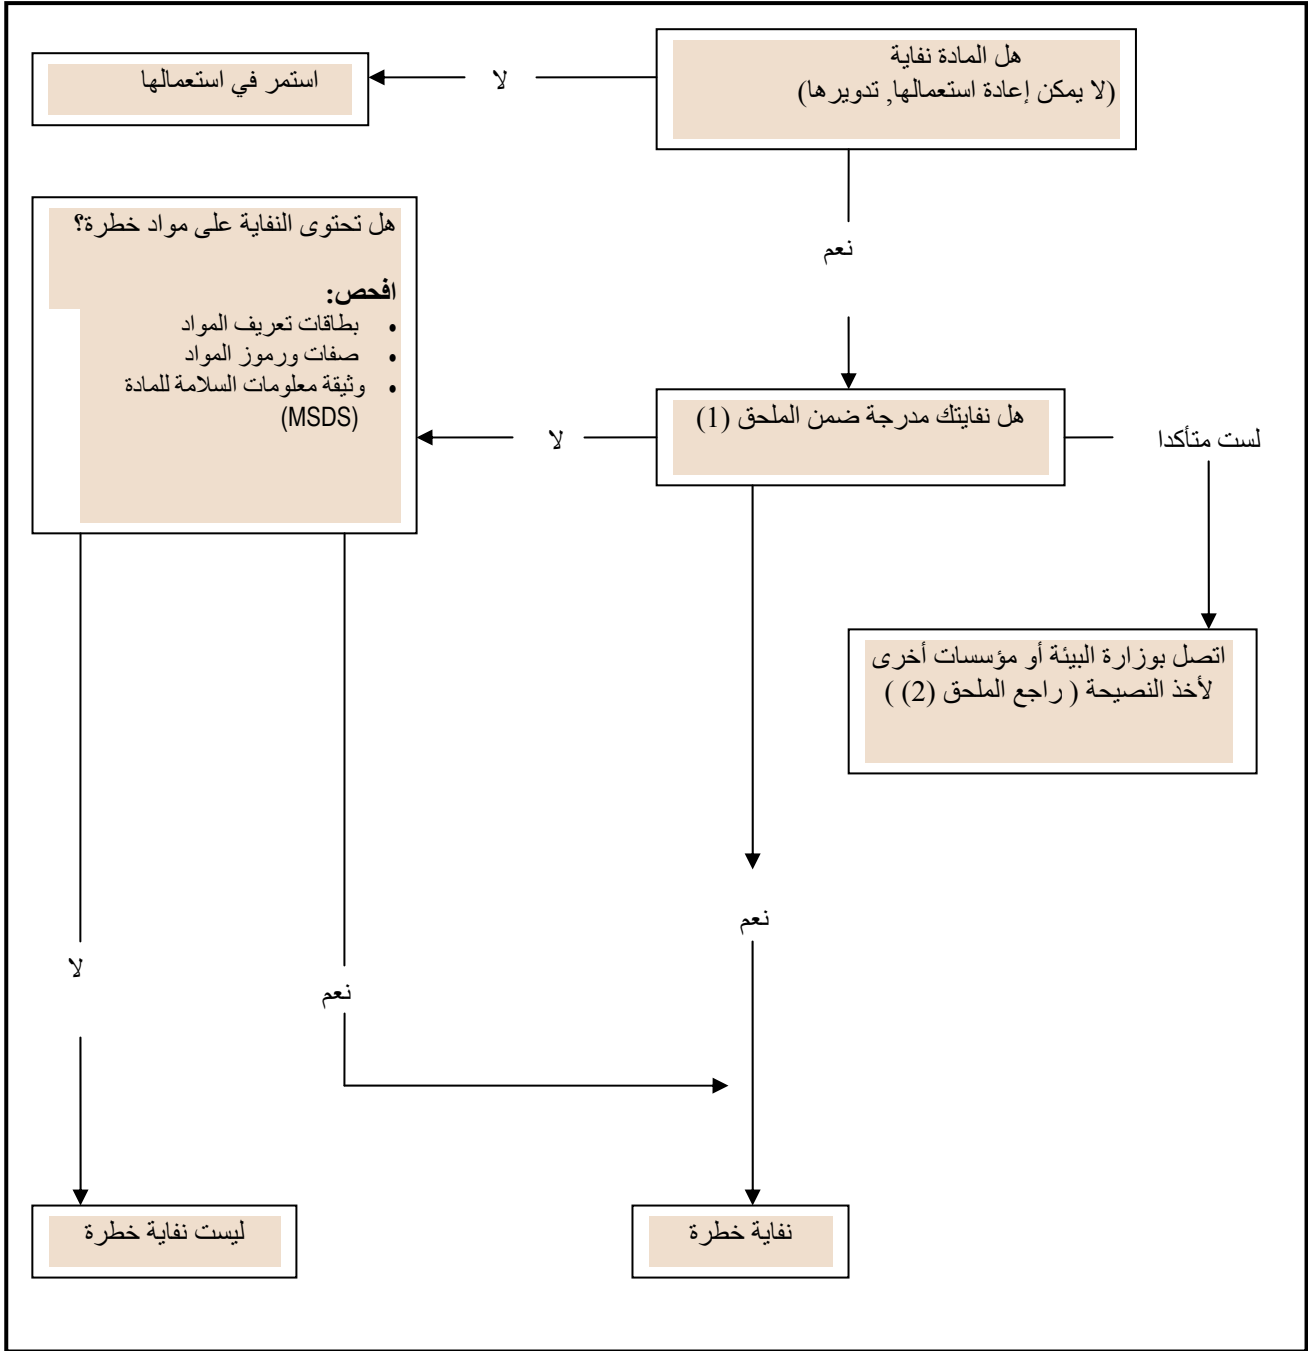 هل المادة نفاية
(لا يمكن إعادة استعمالها, تدويرها)
لا
استمر في استعمالها
نعم
هل تحتوى النفاية على مواد خطرة؟
افحص:
• بطاقات تعريف المواد
• صفات ورموز المواد
• وثيقة معلومات السلامة للمادة
(MSDS)
هل نفايتك مدرجة ضمن الملحق (1)
لا
لست متأكدا
اتصل بوزارة البيئة أو مؤسسات أخرى
لأخذ النصيحة ( راجع الملحق (2) )
نعم
نعم
لا
نفاية خطرة
ليست نفاية خطرة